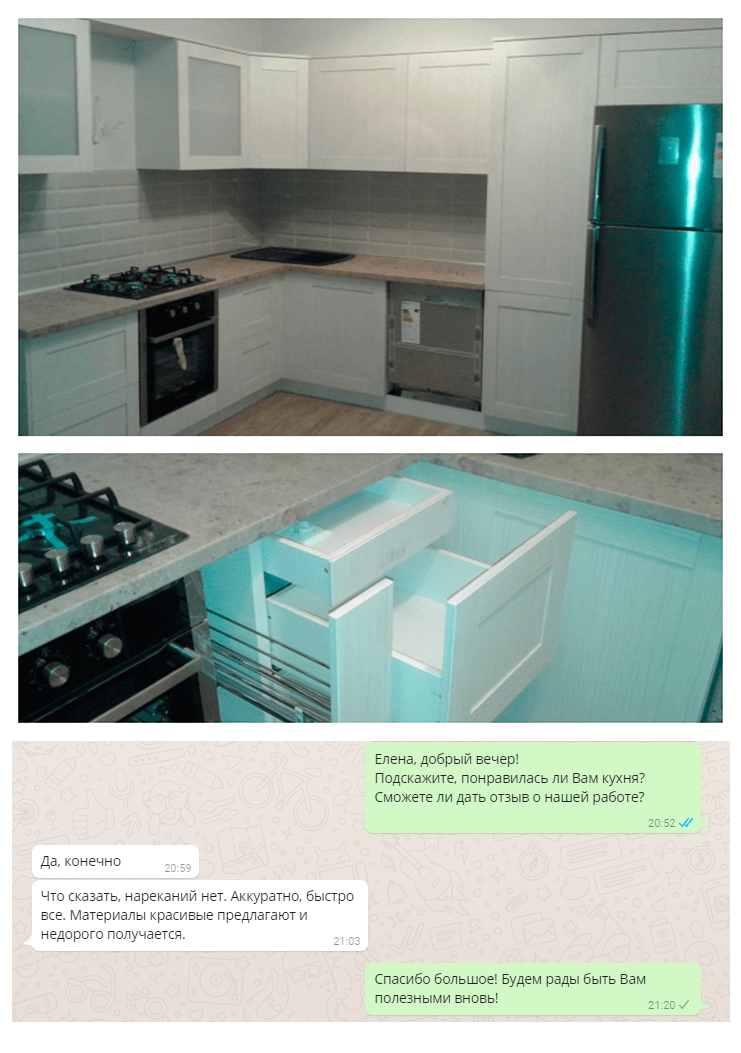 Елена, добрый вечер!
Подскажите, понравилась ли Вам кухня?
Сможете ли дать отзыв о нашей работе?
20:52
Да, конечно
20:59
Что сказать, нареканий нет. Аккуратно, быстро
все. Материалы красивые предлагают и
недорого получается.
21:03
Спасибо большое! Будем рады быть Вам
полезными вновь!
21:20